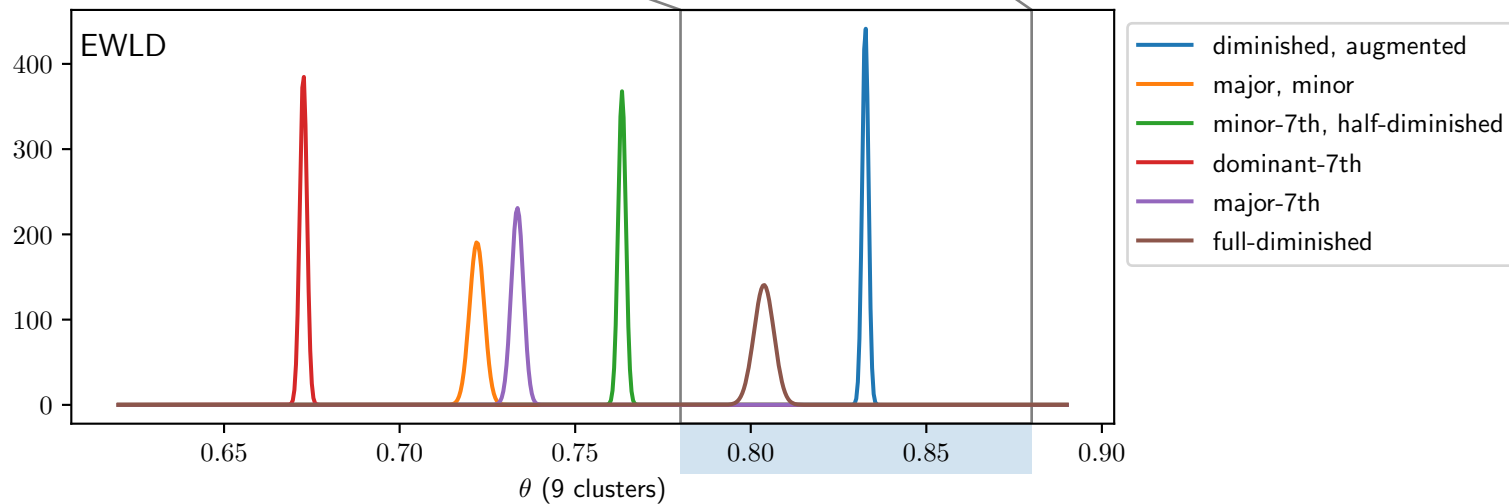 EWLD
400
300
200
100
0
0.65 0.70 0.75 0.80 0.85 0.90
θ (9 clusters)
diminished, augmented
major, minor
minor-7th, half-diminished
dominant-7th
major-7th
full-diminished